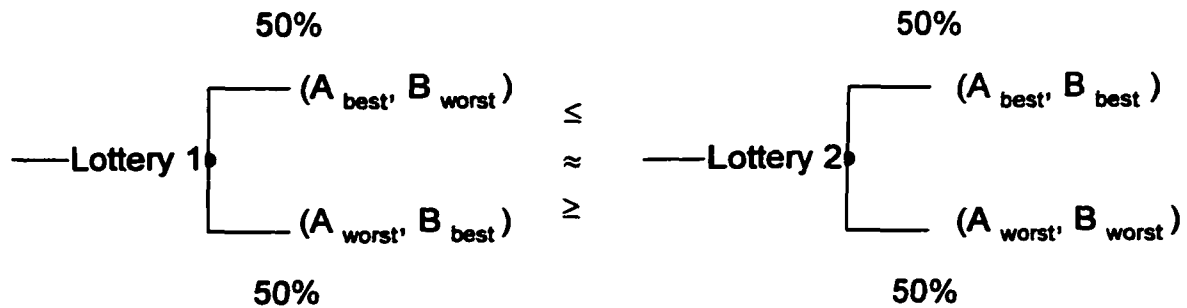 50% 50%
(A best, B worst) (A best, B best)
≤
Lottery 1 ≈ Lottery 2
≥
(A worst, B best) (A worst, B worst)
50% 50%